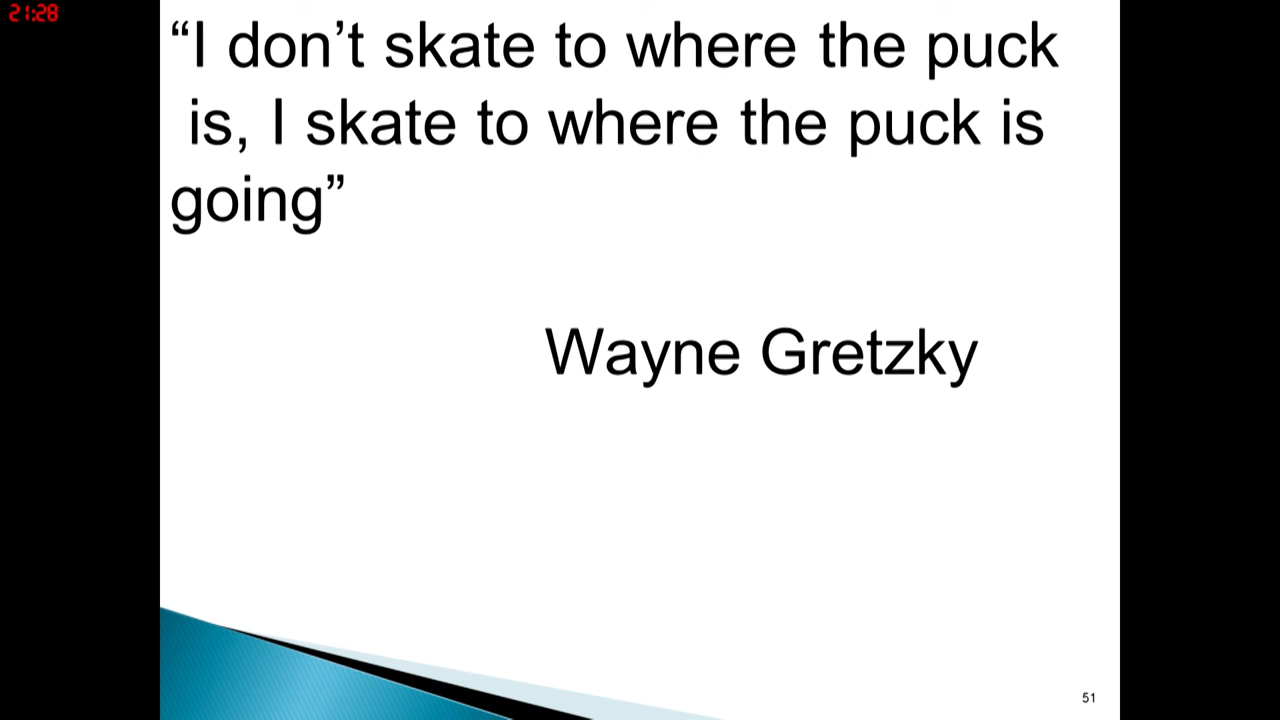 21:28
“I don’t skate to where the puck
is, I skate to where the puck is
going”
Wayne Gretzky
51